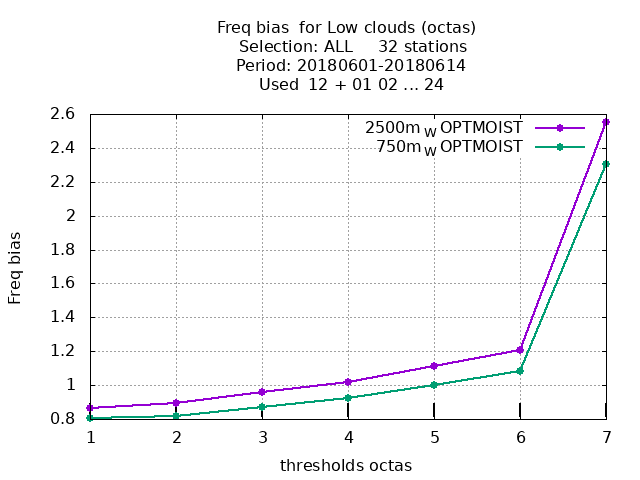 Freq bias  for Low clouds (octas)
Selection: ALL     32 stations
Period: 20180601-20180614
Used  12 + 01 02 ... 24
2500m W OPTMOIST
750m W OPTMOIST
2.6
2.4
2.2
2
1.8
1.6
1.4
1.2
1
0.8
Freq bias
1 2 3 4 5 6 7
thresholds octas